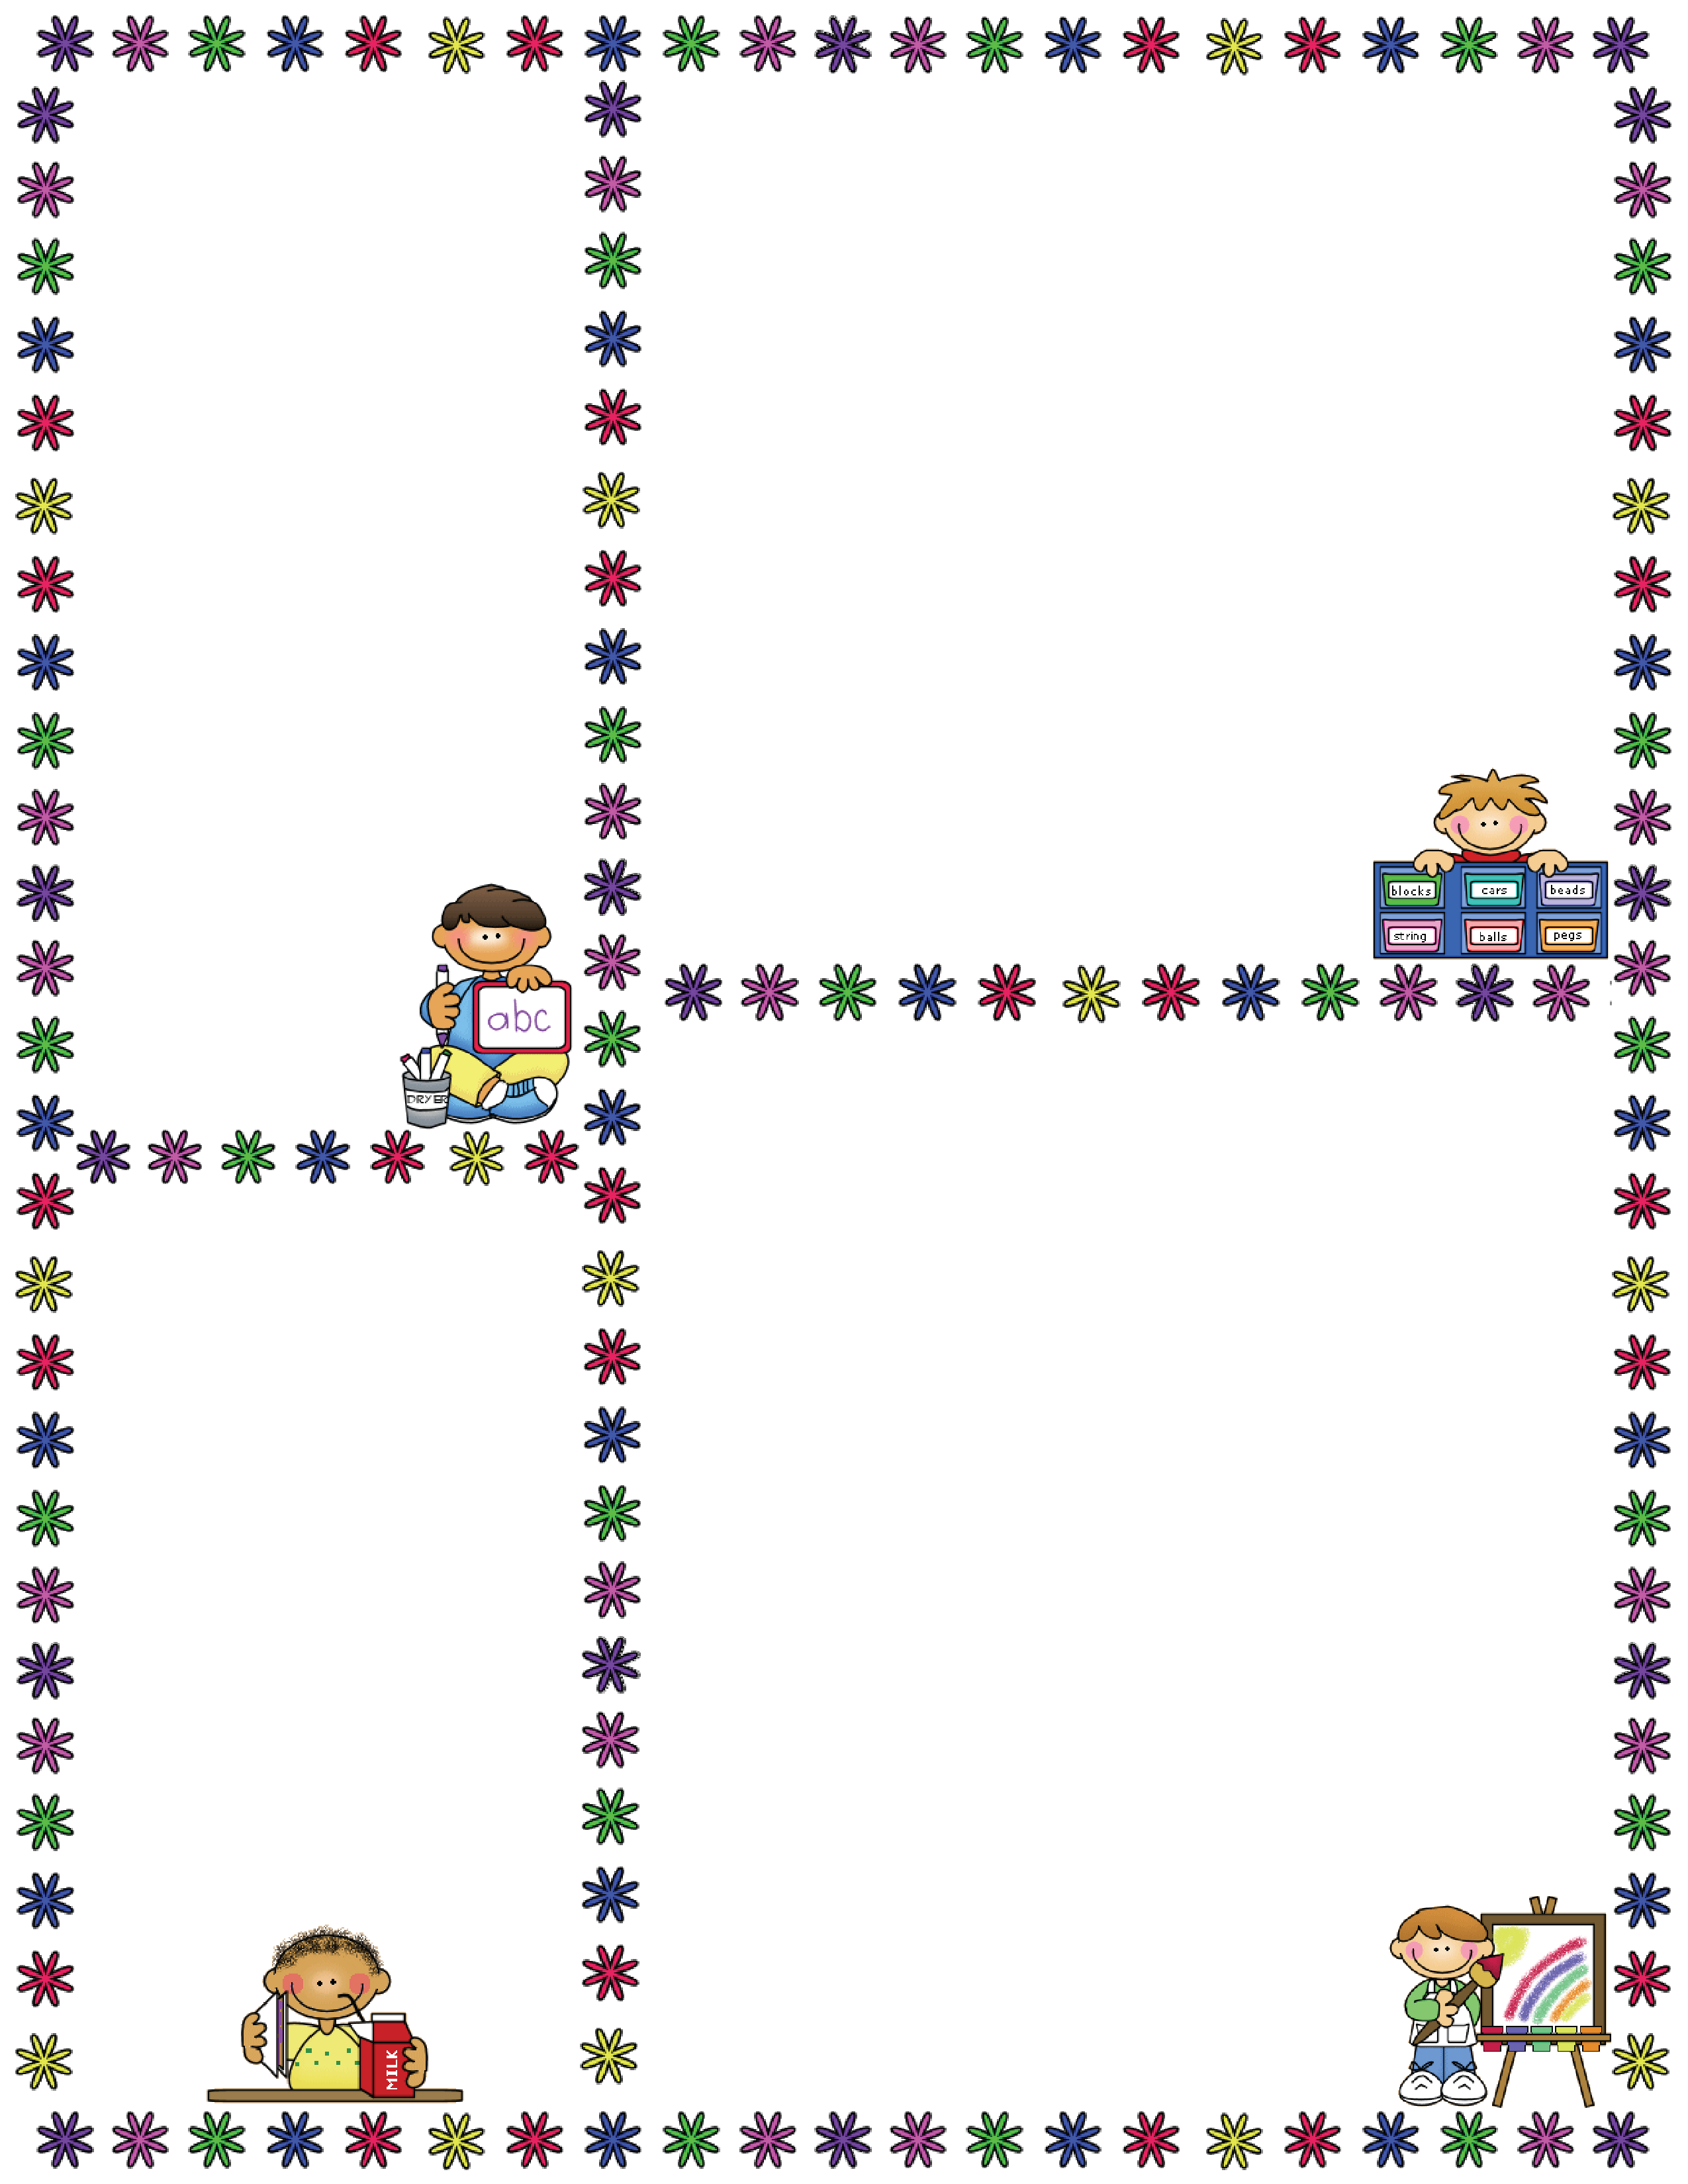 blocks cars beads
string balls pegs
abc
DRYER
MILK